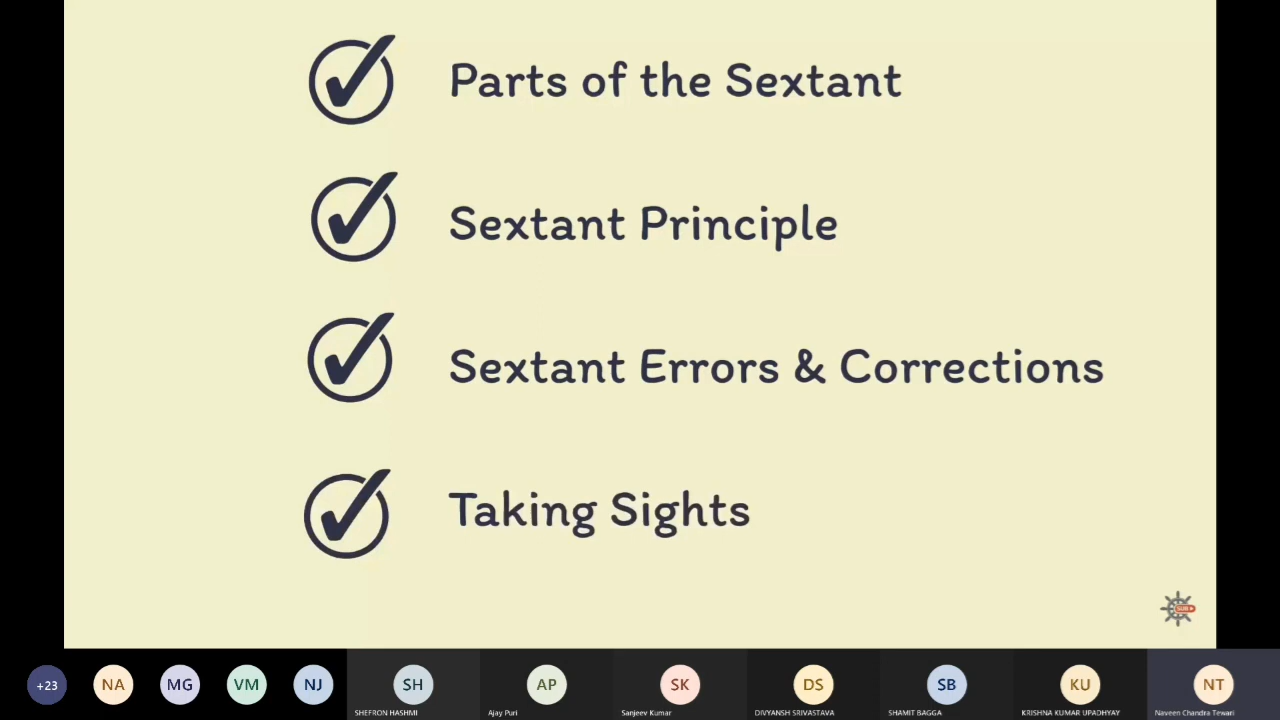 Parts of the Sextant
Sextant Principle
Sextant Errors & Corrections
Taking Sights
+23
NA
MG
VM
NJ
SH
AP
SK
DS
SB
KU
NT
SHEFRON HASHMI
Ajay Puri
Sanjeev Kumar
DIVYANSH SRIVASTAVA
SHAMIT BAGGA
KRISHNA KUMAR UPADHYAY
Naveen Chandra Tewari